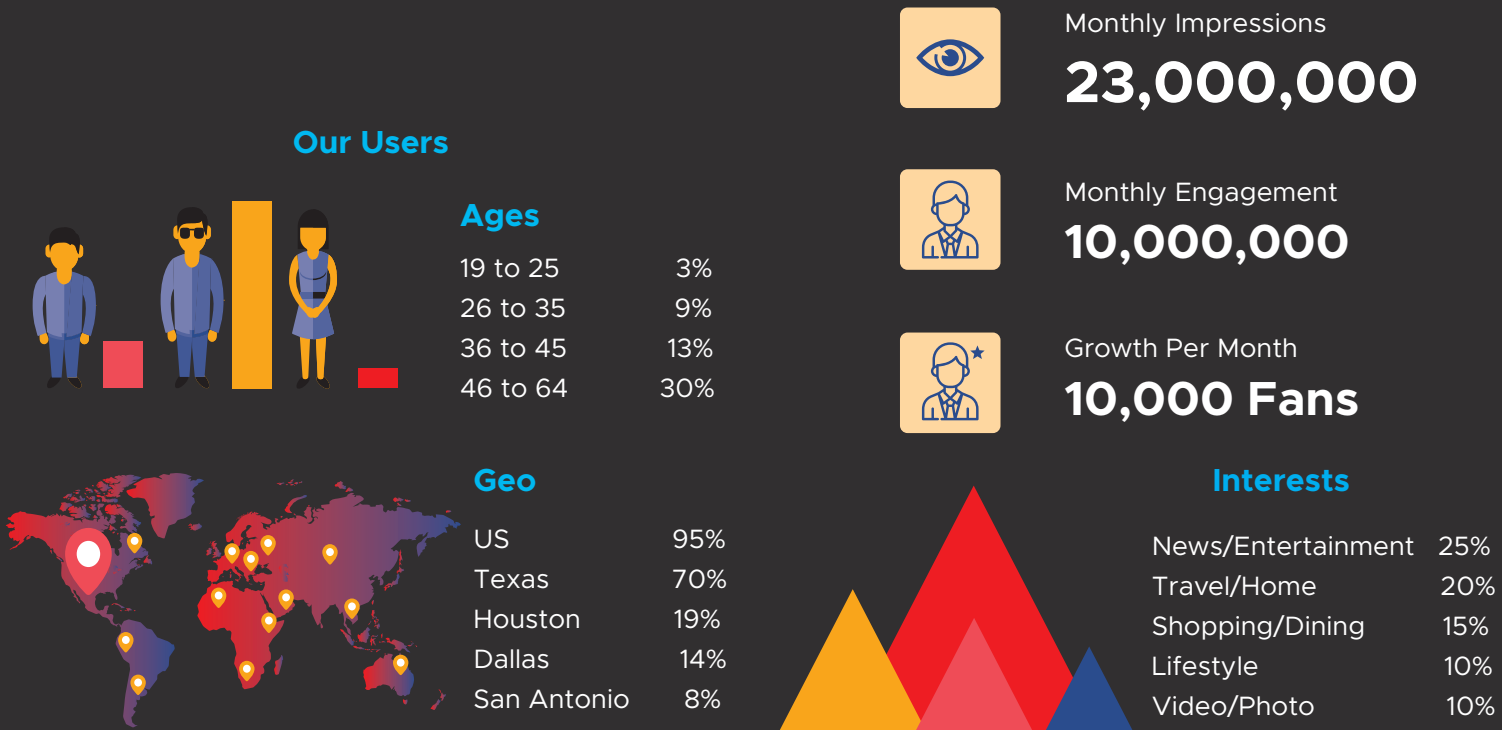 Monthly Impressions
23,000,000
Monthly Engagement
10,000,000
Growth Per Month
10,000 Fans
Our Users
Ages
19 to 25 3%
26 to 35 9%
36 to 45 13%
46 to 64 30%
Geo
US 95%
Texas 70%
Houston 19%
Dallas 14%
San Antonio 8%
Interests
News/Entertainment 25%
Travel/Home 20%
Shopping/Dining 15%
Lifestyle 10%
Video/Photo 10%